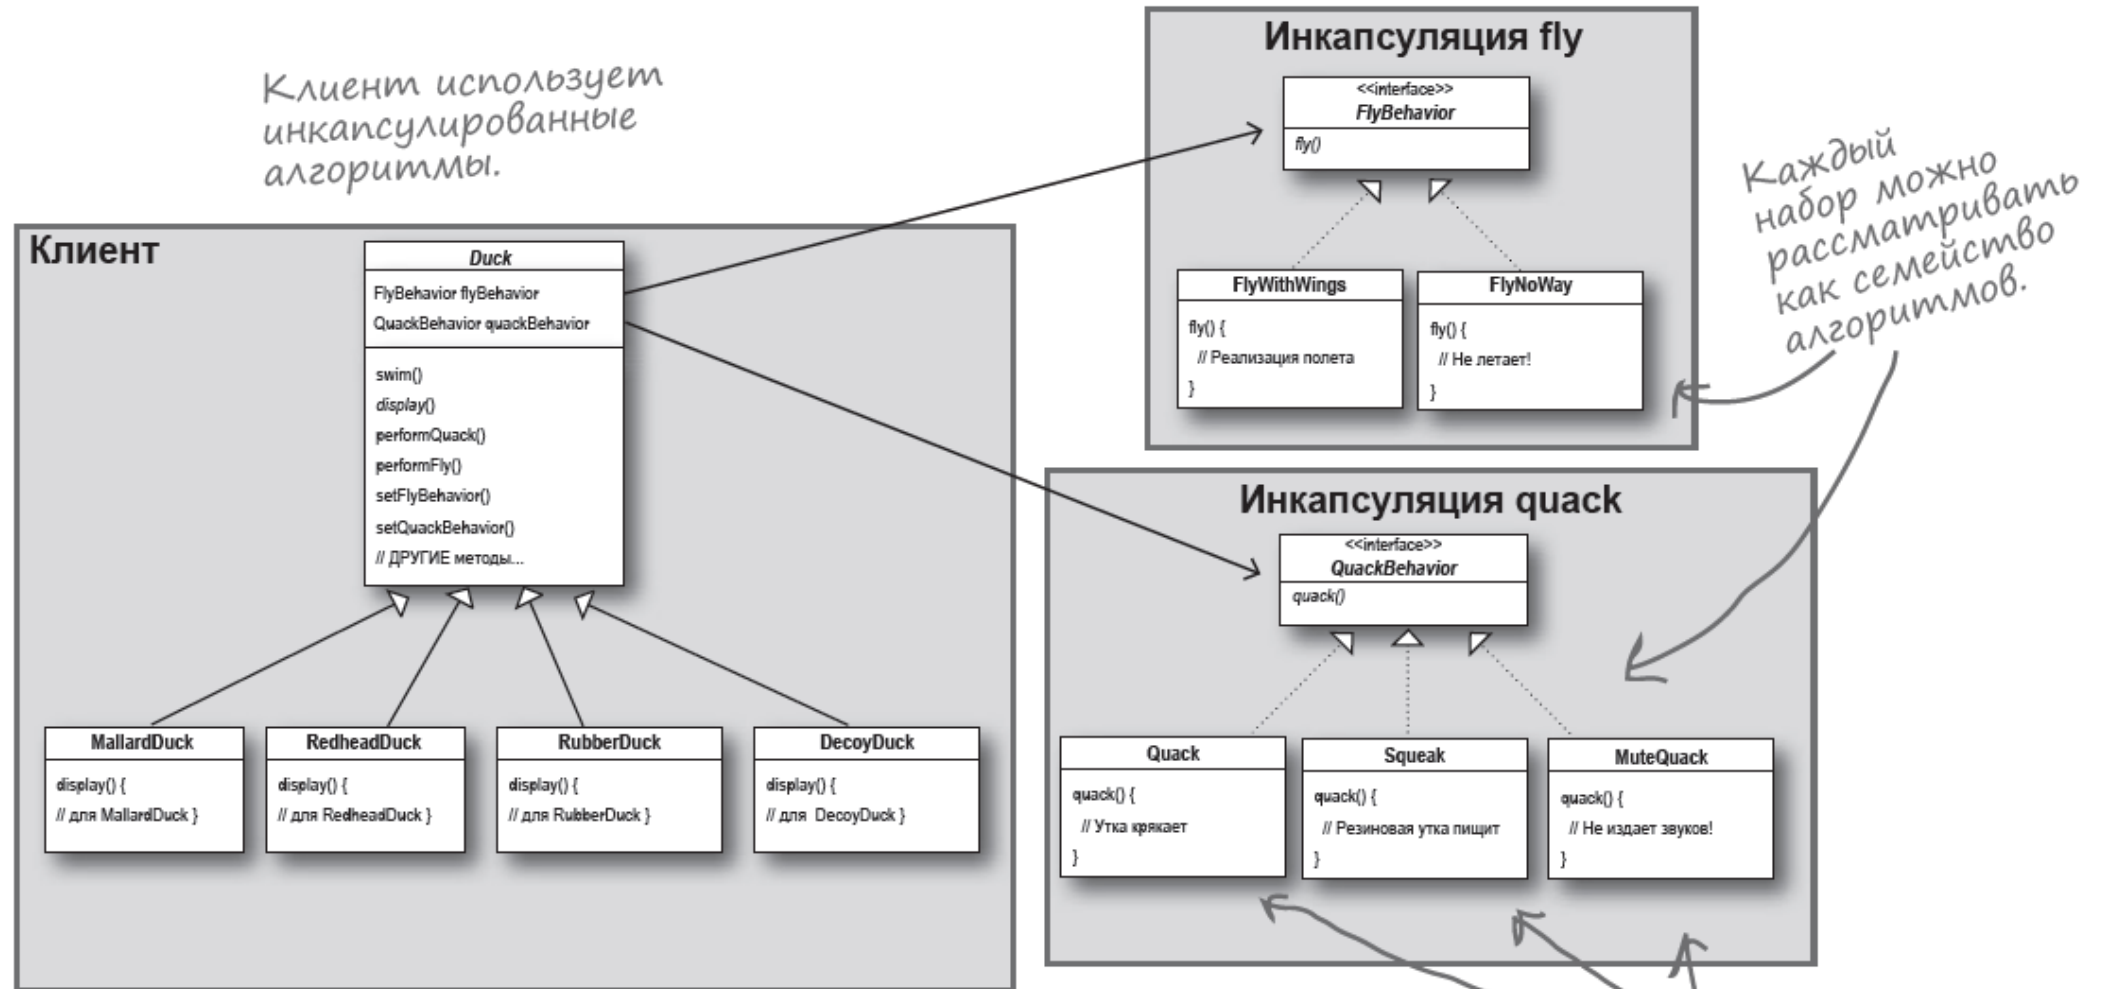 Клиент использует
инкапсулированные
алгоритмы.
Клиент
Duck
FlyBehavior flyBehavior
QuackBehavior quackBehavior
swim()
display()
performQuack()
performFly()
setFlyBehavior()
setQuackBehavior()
// ДРУГИЕ методы...
MallardDuck
display() {
// для MallardDuck }
RedheadDuck
display() {
// для RedheadDuck }
RubberDuck
display() {
// для RubberDuck }
DecoyDuck
display() {
// для DecoyDuck }
Инкапсуляция fly
<<interface>>
FlyBehavior
fly()
FlyWithWings
fly() {
// Реализация полета
}
FlyNoWay
fly() {
// Не летает!
}
Каждый
набор можно
рассматривать
как семейство
алгоритмов.
Инкапсуляция quack
<<interface>>
QuackBehavior
quack()
Quack
quack() {
// Утка крякает
}
Squeak
quack() {
// Резиновая утка пищит
}
MuteQuack
quack() {
// Не издает звуков!
}